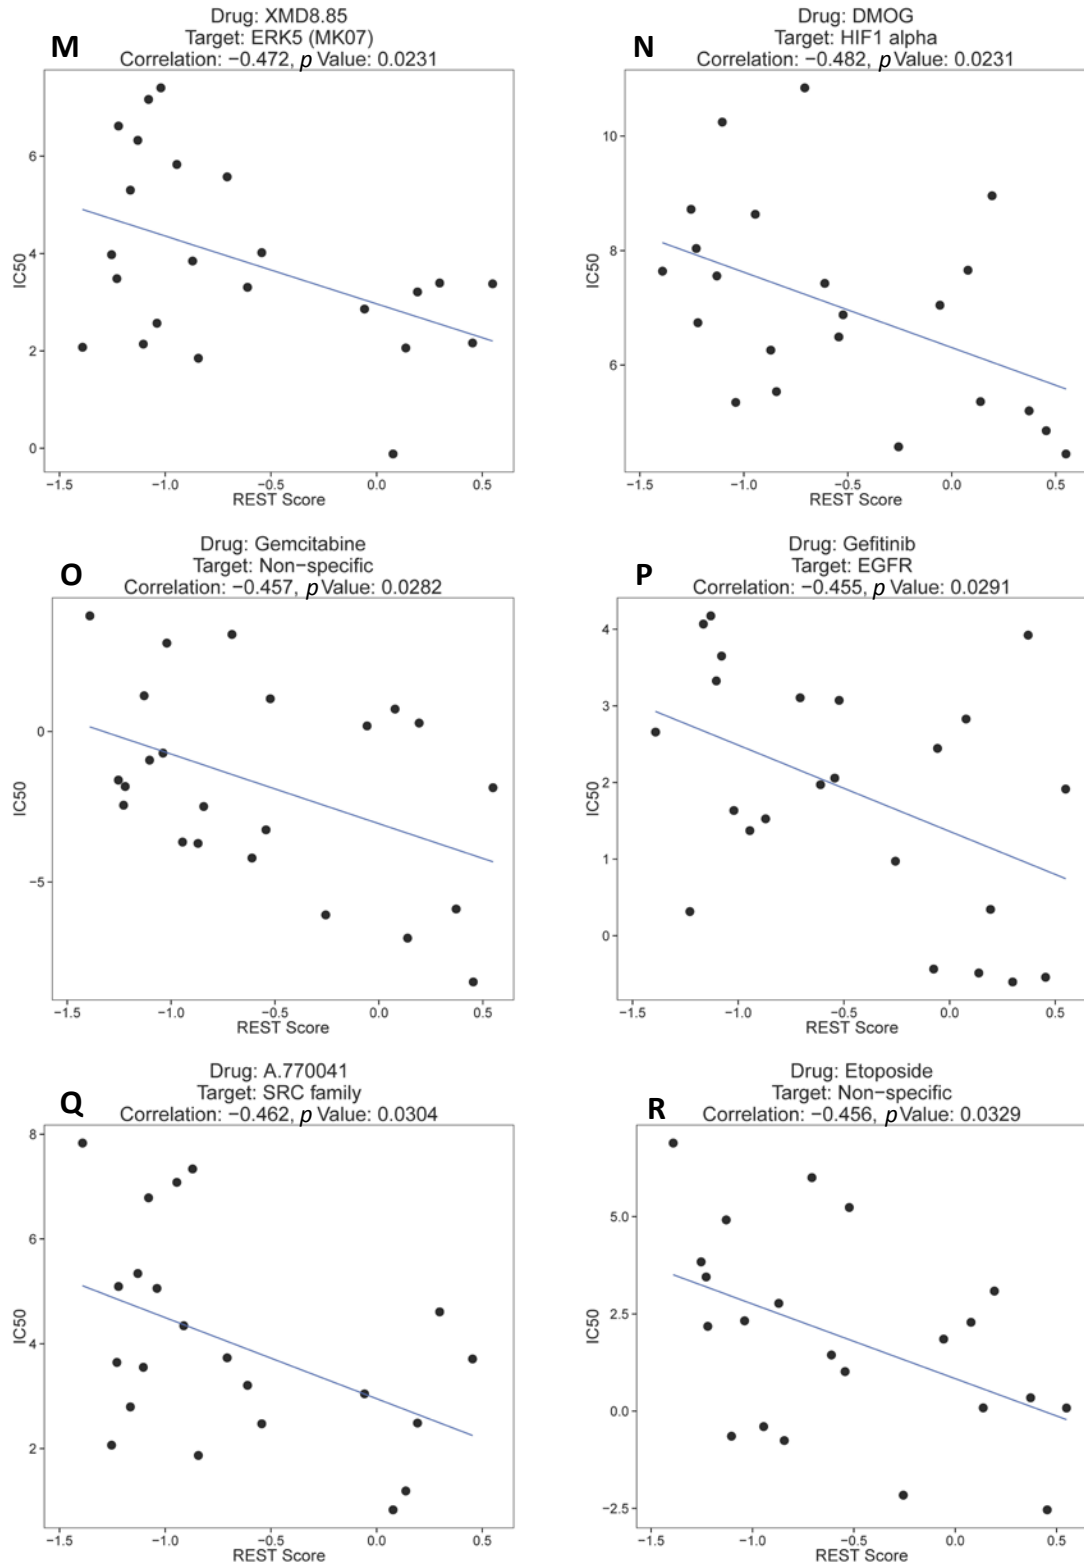 M
Drug: XMD8.85
Target: ERK5 (MK07)
Correlation: −0.472, p Value: 0.0231
IC50
6
4
2
0
−1.5 −1.0 −0.5 0.0 0.5
REST Score
N
Drug: DMOG
Target: HIF1 alpha
Correlation: −0.482, p Value: 0.0231
IC50
10
8
6
−1.5 −1.0 −0.5 0.0 0.5
REST Score
O
Drug: Gemcitabine
Target: Non−specific
Correlation: −0.457, p Value: 0.0282
IC50
0
−5
−1.5 −1.0 −0.5 0.0 0.5
REST Score
P
Drug: Gefitinib
Target: EGFR
Correlation: −0.455, p Value: 0.0291
IC50
4
3
2
1
0
−1.5 −1.0 −0.5 0.0 0.5
REST Score
Q
Drug: A.770041
Target: SRC family
Correlation: −0.462, p Value: 0.0304
IC50
8
6
4
2
−1.5 −1.0 −0.5 0.0 0.5
REST Score
R
Drug: Etoposide
Target: Non−specific
Correlation: −0.456, p Value: 0.0329
IC50
5.0
2.5
0.0
−2.5
−1.5 −1.0 −0.5 0.0 0.5
REST Score